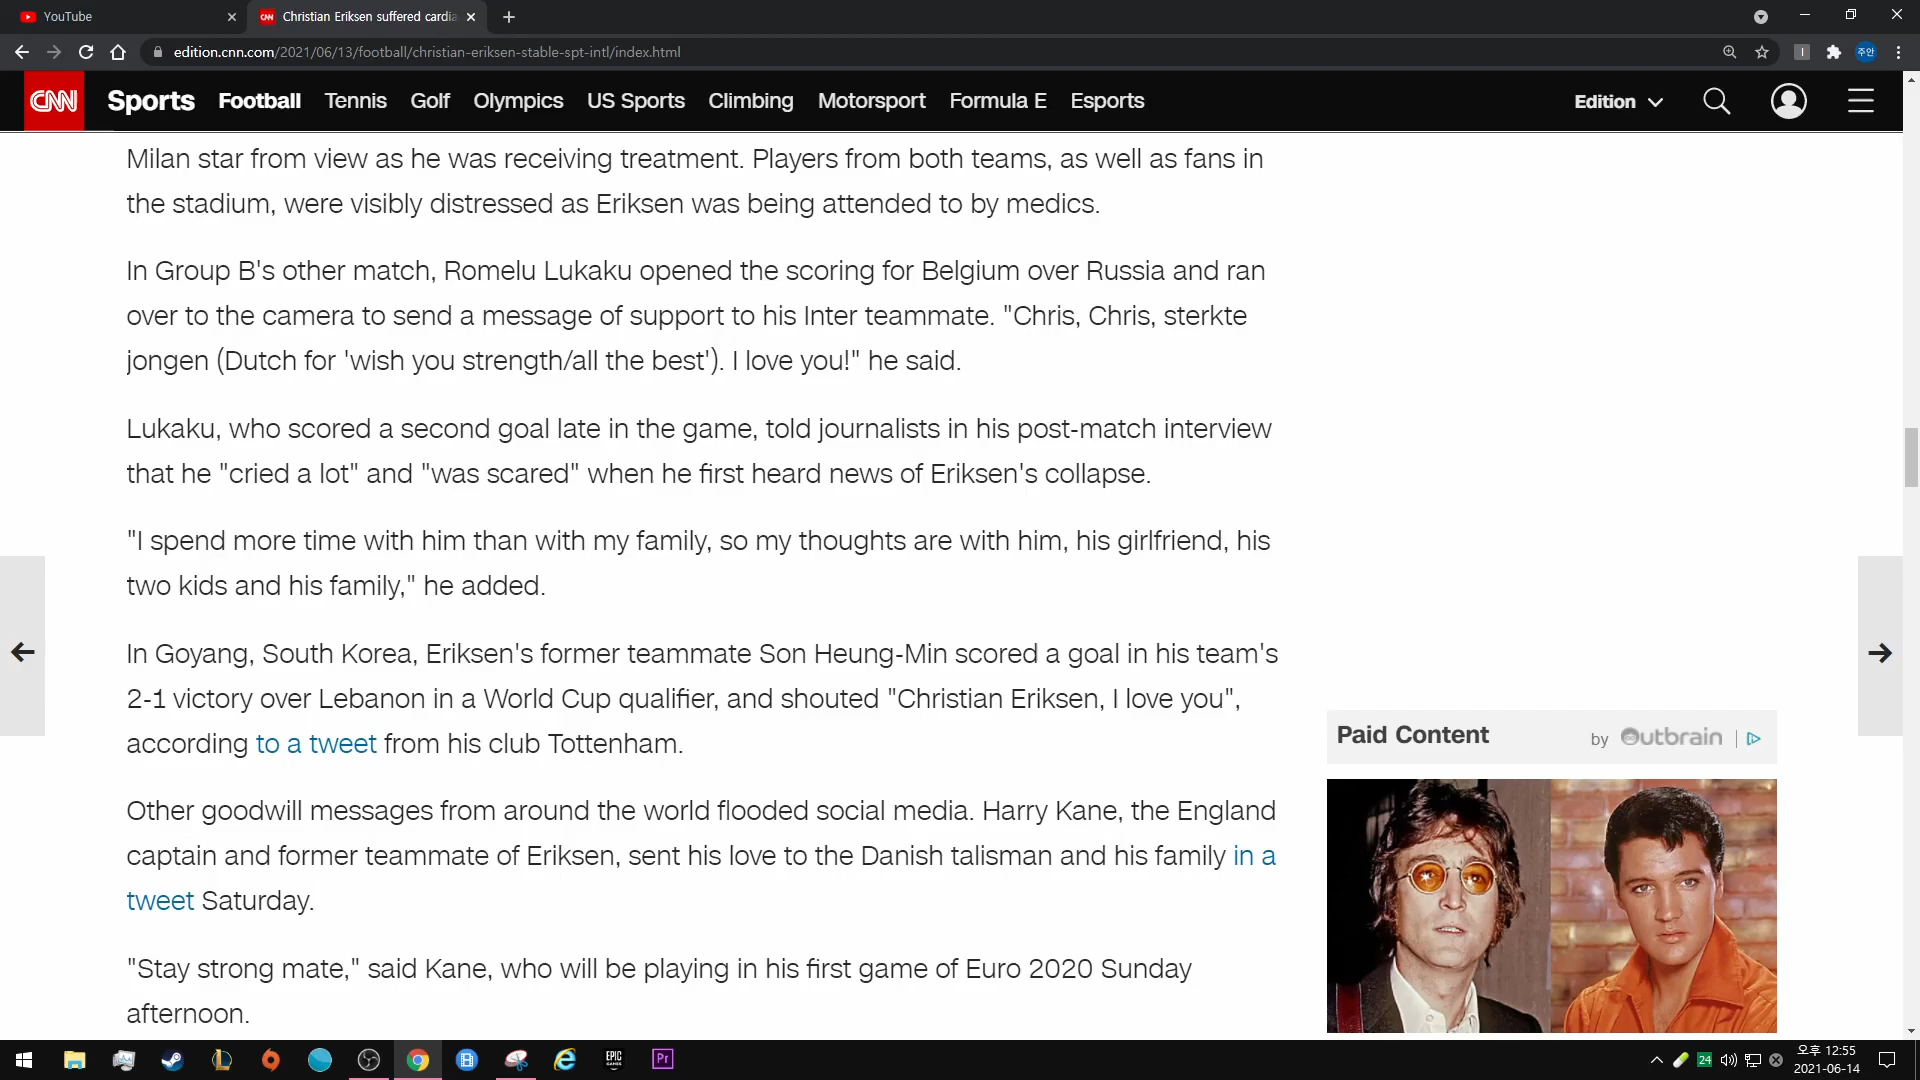 YouTube
Christian Eriksen suffered cardia
edition.cnn.com/2021/06/13/football/christian-eriksen-stable-spt-intl/index.html
주안
CNN Sports Football Tennis Golf Olympics US Sports Climbing Motorsport Formula E Esports Edition
Milan star from view as he was receiving treatment. Players from both teams, as well as fans in
the stadium, were visibly distressed as Eriksen was being attended to by medics.
In Group B's other match, Romelu Lukaku opened the scoring for Belgium over Russia and ran
over to the camera to send a message of support to his Inter teammate. "Chris, Chris, sterkte
jongen (Dutch for 'wish you strength/all the best'). I love you!" he said.
Lukaku, who scored a second goal late in the game, told journalists in his post-match interview
that he "cried a lot" and "was scared" when he first heard news of Eriksen's collapse.
"I spend more time with him than with my family, so my thoughts are with him, his girlfriend, his
two kids and his family," he added.
In Goyang, South Korea, Eriksen's former teammate Son Heung-Min scored a goal in his team's
2-1 victory over Lebanon in a World Cup qualifier, and shouted "Christian Eriksen, I love you",
according to a tweet from his club Tottenham.
Other goodwill messages from around the world flooded social media. Harry Kane, the England
captain and former teammate of Eriksen, sent his love to the Danish talisman and his family in a
tweet Saturday.
"Stay strong mate," said Kane, who will be playing in his first game of Euro 2020 Sunday
afternoon.
Paid Content by Outbrain
EPIC GAMES
Pr
24
오후 12:55
2021-06-14